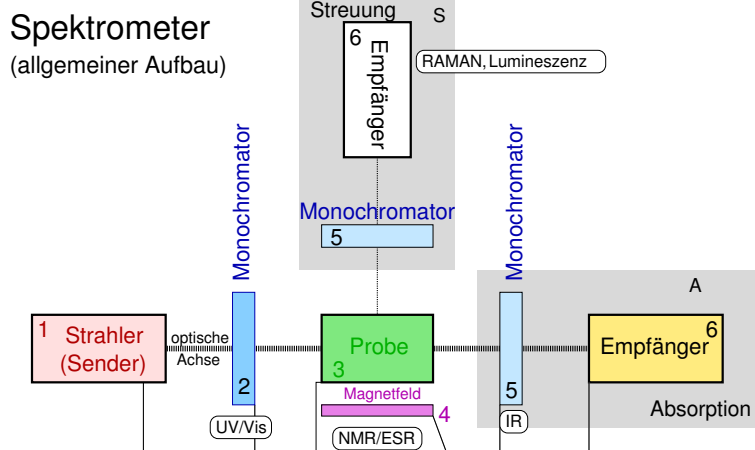 Spektrometer
(allgemeiner Aufbau)
Streuung
S
6
Empfänger
RAMAN, Lumineszenz
Monochromator
5
Monochromator
Monochromator
A
1
Strahler
(Sender)
optische
Achse
2
UV/Vis
Probe
3
Magnetfeld
4
NMR/ESR
5
IR
6
Empfänger
Absorption